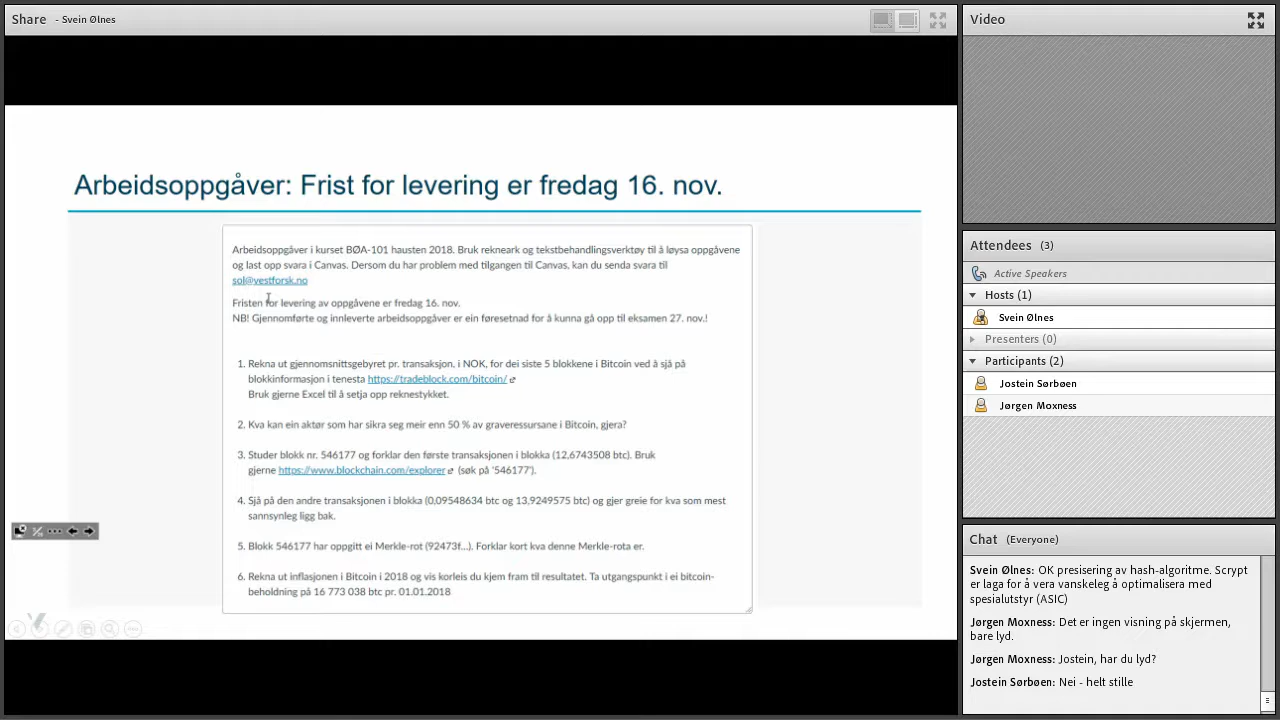 Share - Svein Ølnes
Arbeidsoppgåver: Frist for levering er fredag 16. nov.
Arbeidsoppgåver i kurset BØA-101 hausten 2018. Bruk rekneark og tekstbehandlingsverktøy til å løysa oppgåvene
og last opp svara i Canvas. Dersom du har problem med tilgangen til Canvas, kan du senda svara til
sol@vestforsk.no
Fristen for levering av oppgåvene er fredag 16. nov.
NB! Gjennomførte og innleverte arbeidsoppgåver er ein føresetnad for å kunna gå opp til eksamen 27. nov.!
1. Rekna ut gjennomsnittsgebyret pr. transaksjon, i NOK, for dei siste 5 blokkene i Bitcoin ved å sjå på
blokkinformasjon i tenesta https://tradeblock.com/bitcoin/
Bruk gjerne Excel til å setja opp reknestykket.
2. Kva kan ein aktør som har sikra seg meir enn 50 % av graveressursane i Bitcoin, gjera?
3. Studer blokk nr. 546177 og forklar den første transaksjonen i blokka (12,6743508 btc). Bruk
gjerne https://www.blockchain.com/explorer (søk på '546177').
4. Sjå på den andre transaksjonen i blokka (0,09548634 btc og 13,9249575 btc) og gjer greie for kva som mest
sannsynleg ligg bak.
5. Blokk 546177 har oppgitt ei Merkle-rot (92473f...). Forklar kort kva denne Merkle-rota er.
6. Rekna ut inflasjonen i Bitcoin i 2018 og vis korleis du kjem fram til resultatet. Ta utgangspunkt i ei bitcoin-
beholdning på 16 773 038 btc pr. 01.01.2018
Video
Attendees (3)
Active Speakers
Hosts (1)
Svein Ølnes
Presenters (0)
Participants (2)
Jostein Sørbøen
Jørgen Moxness
Chat (Everyone)
Svein Ølnes: OK presisering av hash-algoritme. Scrypt
er laga for å vera vanskeleg å optimalisera med
spesialutstyr (ASIC)
Jørgen Moxness: Det er ingen visning på skjermen,
bare lyd.
Jørgen Moxness: Jostein, har du lyd?
Jostein Sørbøen: Nei - helt stille